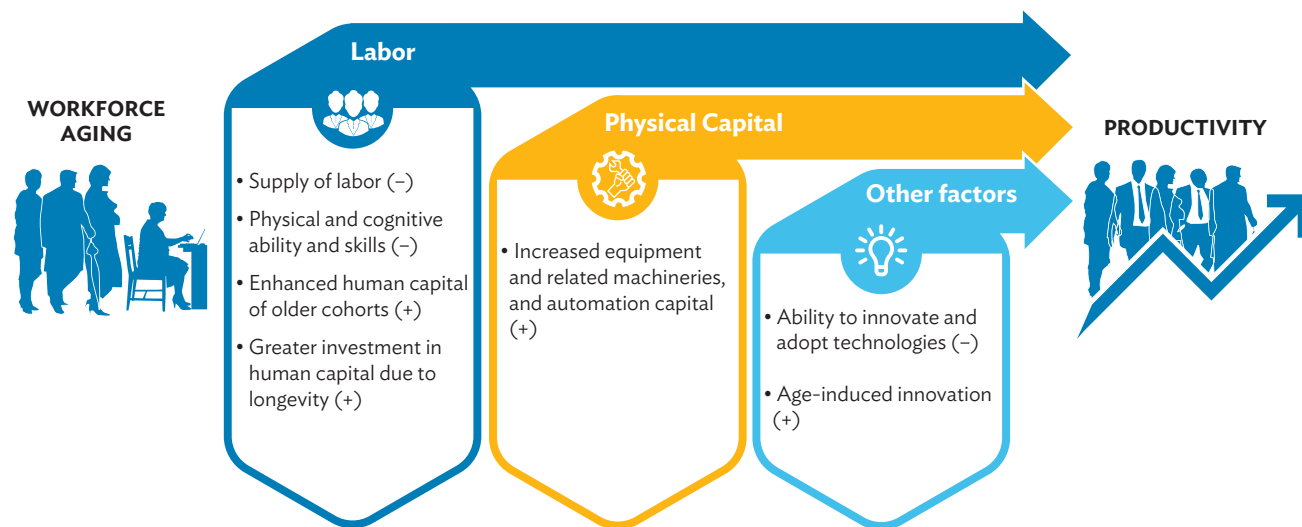 WORKFORCE
AGING
Labor
• Supply of labor (–)
• Physical and cognitive
ability and skills (–)
• Enhanced human capital
of older cohorts (+)
• Greater investment in
human capital due to
longevity (+)
Physical Capital
• Increased equipment
and related machineries,
and automation capital
(+)
Other factors
• Ability to innovate and
adopt technologies (–)
• Age-induced innovation
(+)
PRODUCTIVITY